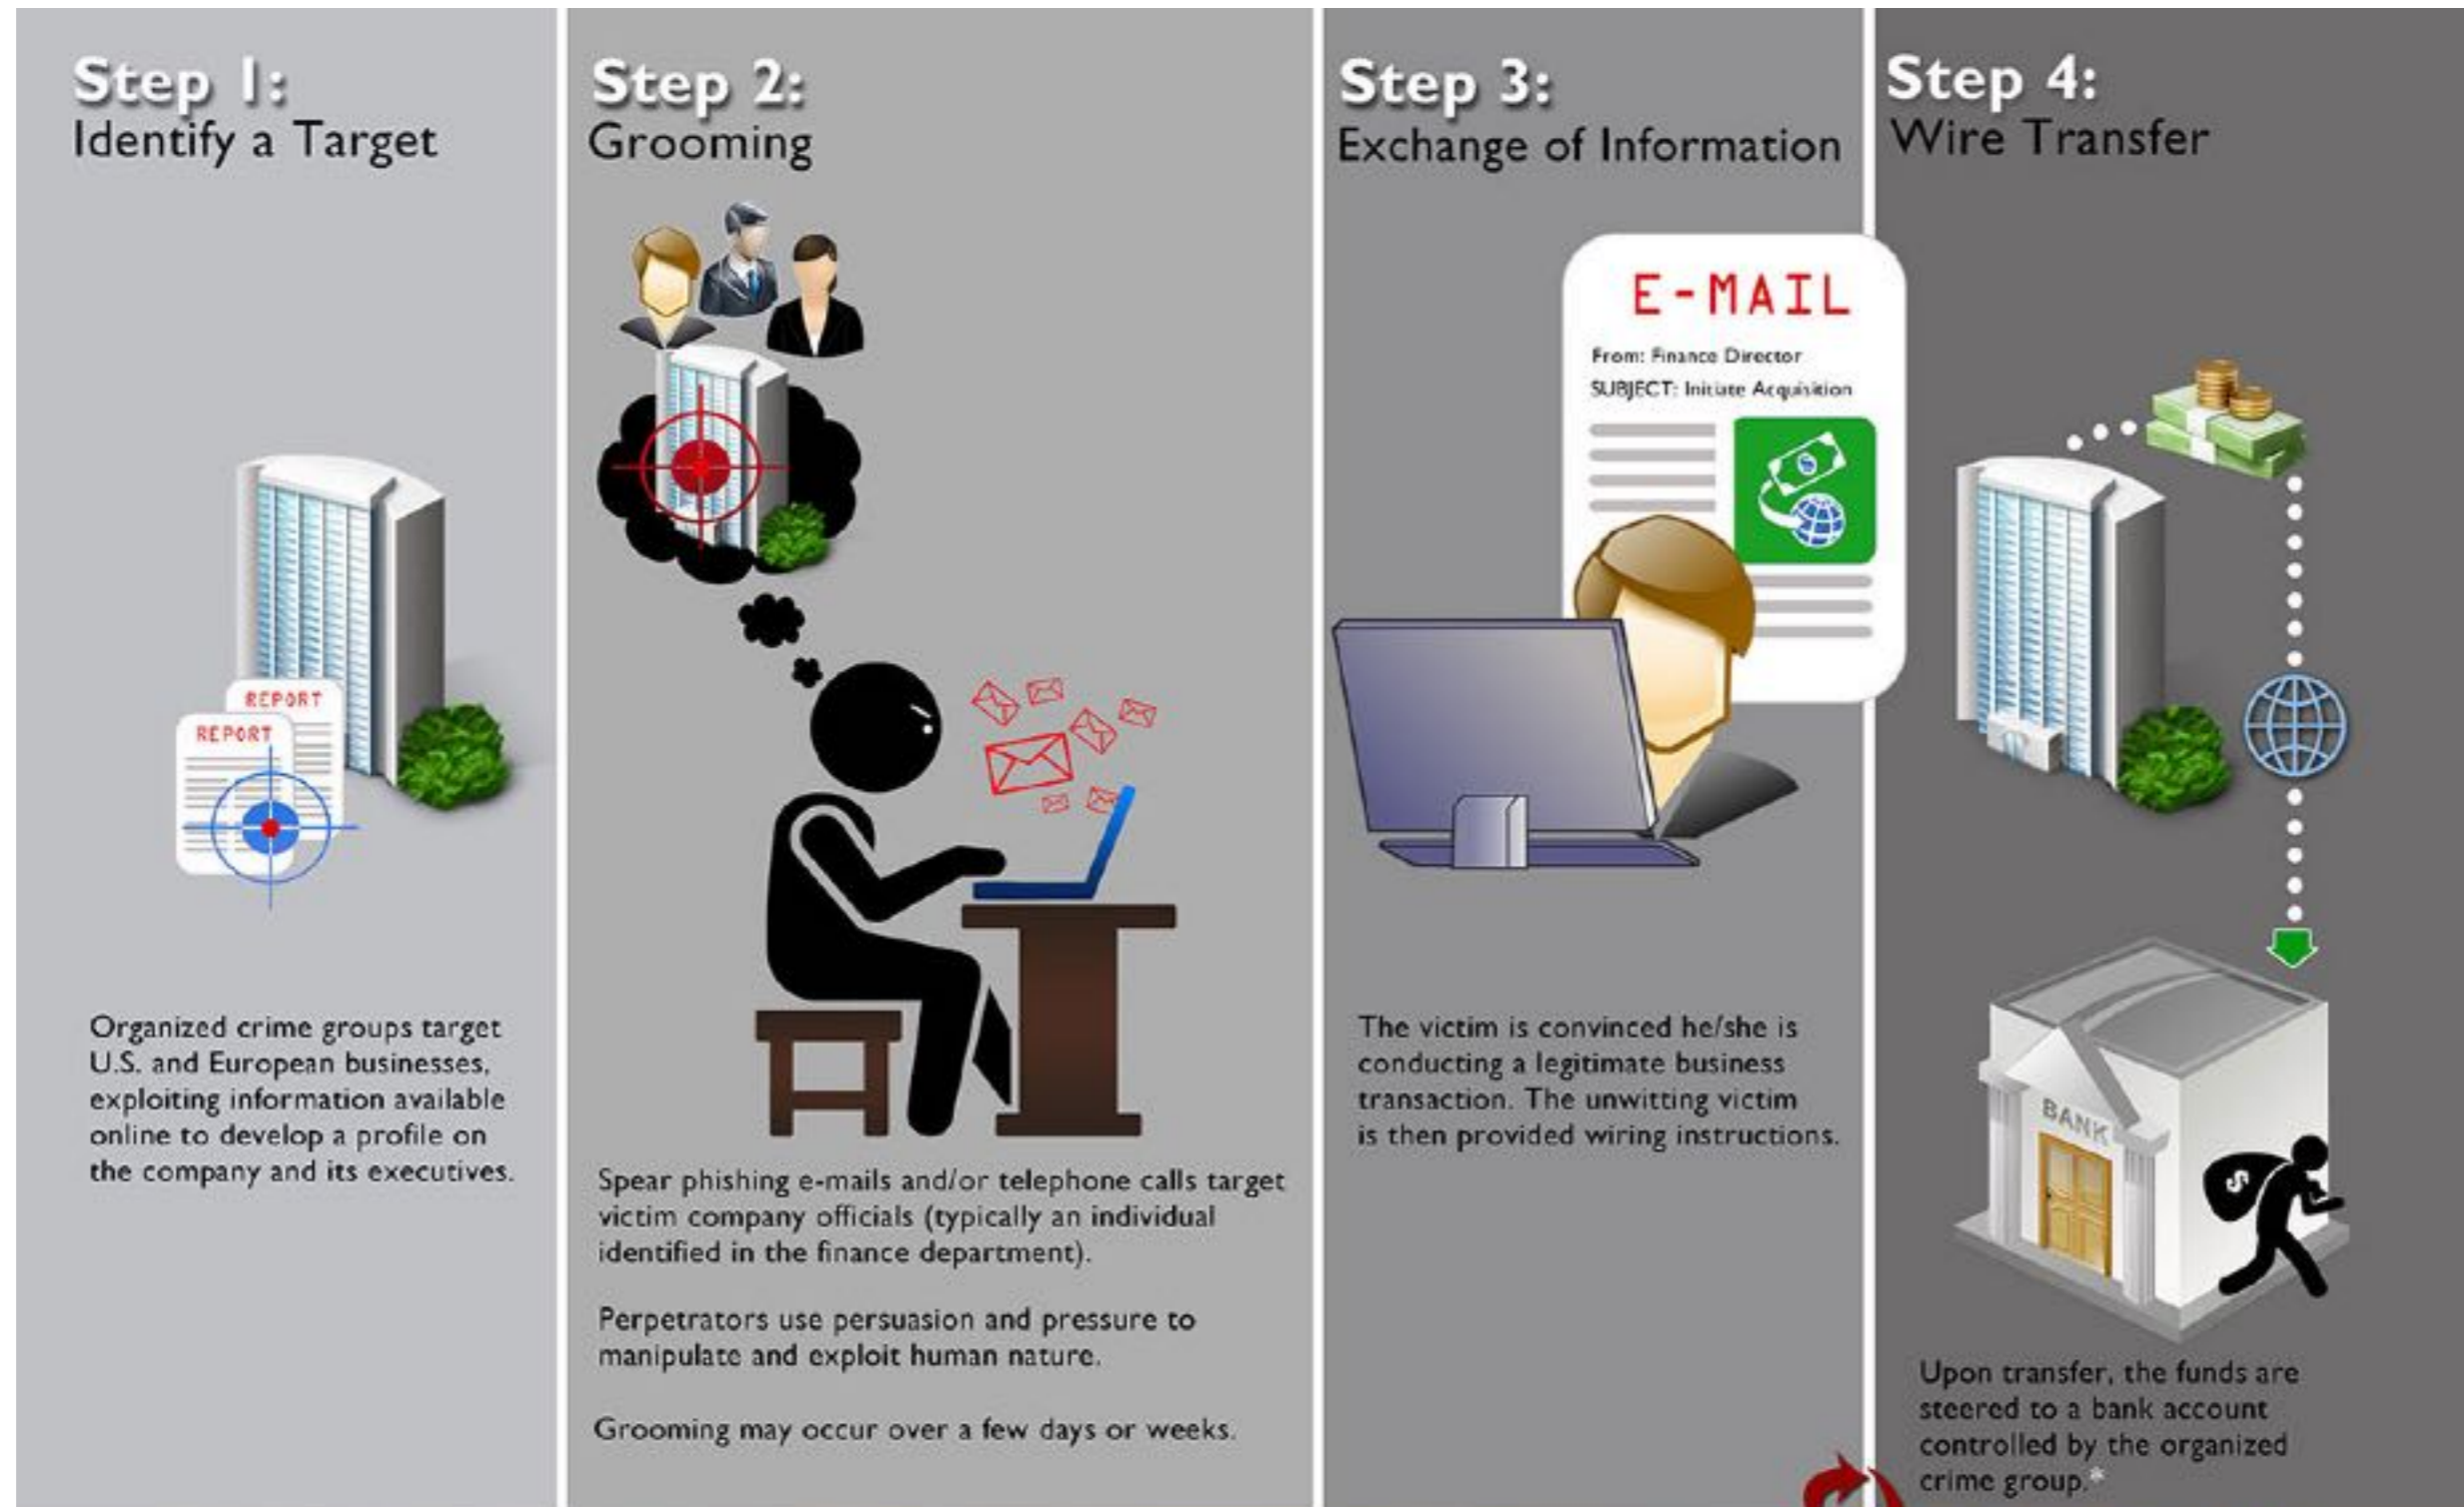 Step 1:
Identify a Target
REPORT
REPORT
Organized crime groups target
U.S. and European businesses,
exploiting information available
online to develop a profile on
the company and its executives.
Step 2:
Grooming
Spear phishing e-mails and/or telephone calls target
victim company officials (typically an individual
identified in the finance department).
Perpetrators use persuasion and pressure to
manipulate and exploit human nature.
Grooming may occur over a few days or weeks.
Step 3:
Exchange of Information
E-MAIL
From: Finance Director
SUBJECT: Initiate Acquisition
The victim is convinced he/she is
conducting a legitimate business
transaction. The unwitting victim
is then provided wiring instructions.
Step 4:
Wire Transfer
BANK
$
Upon transfer, the funds are
steered to a bank account
controlled by the organized
crime group.*